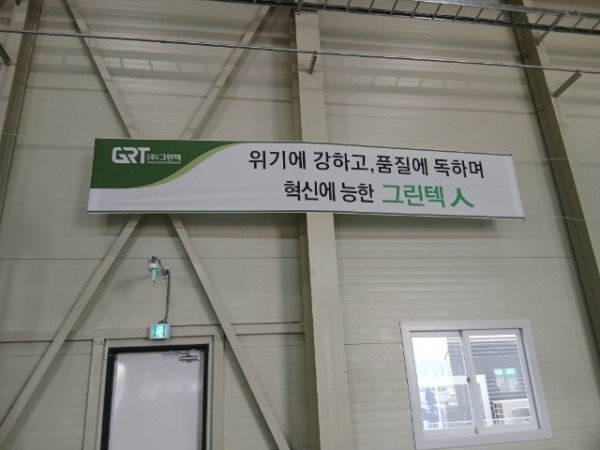 GRT (주)그린텍
위기에 강하고, 품질에 독하며
혁신에 능한 그린텍人